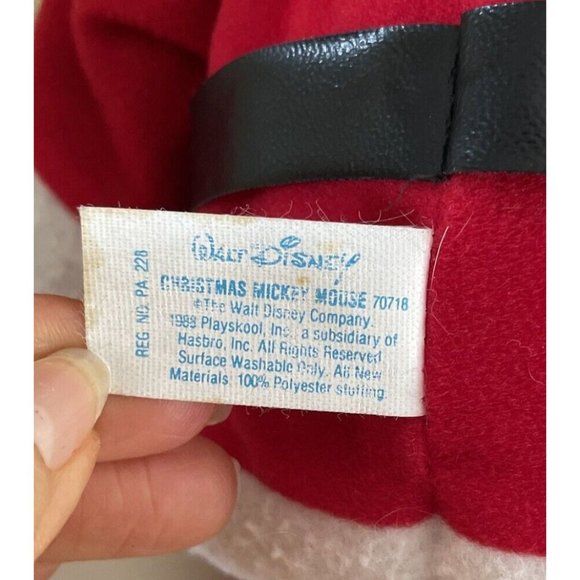 Walt Disney
CHRISTMAS MICKEY MOUSE 70718
©The Walt Disney Company.
1988 Playskool, Inc., a subsidiary of
Hasbro, Inc. All Rights Reserved
Surface Washable Only. All New
Materials. 100% Polyester stuffing.
REG NO. PA 228